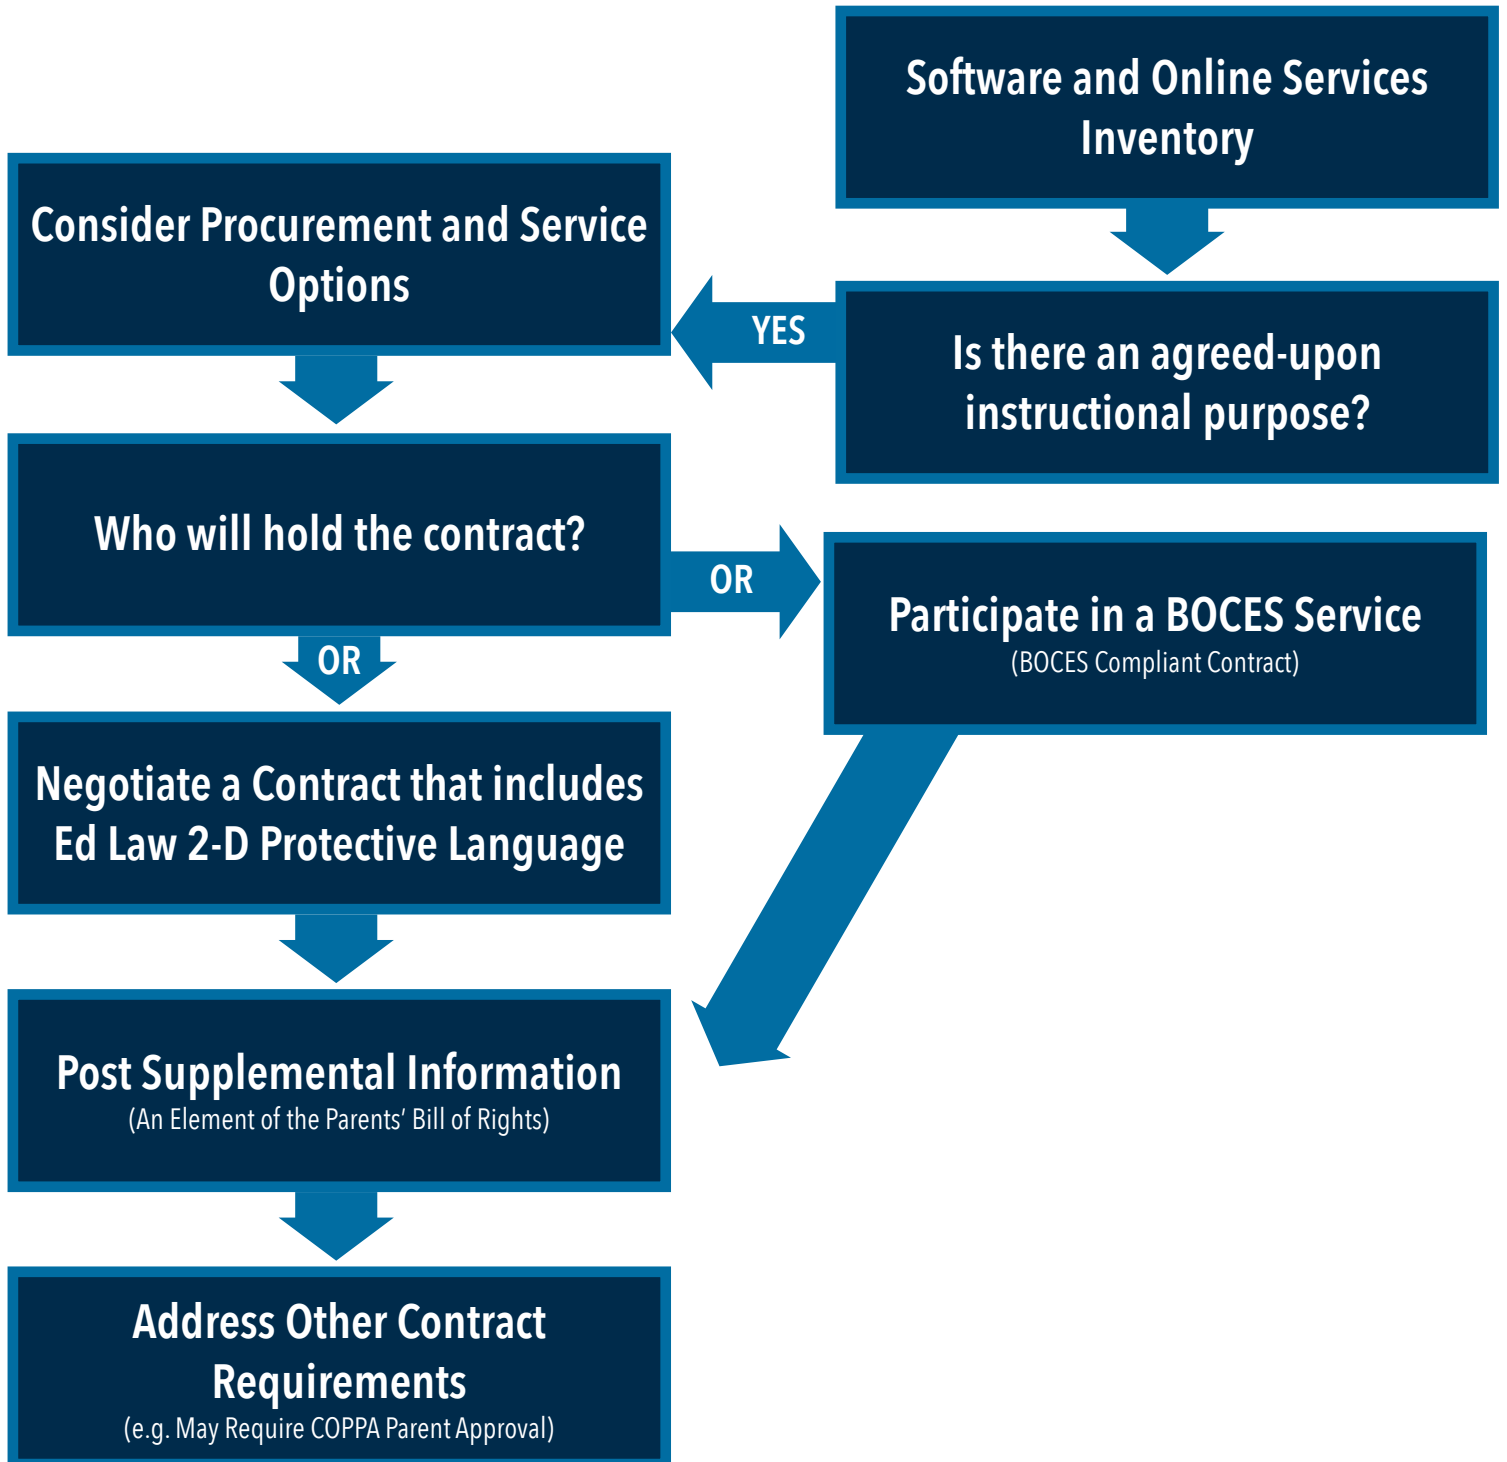 Software and Online Services
Inventory
Is there an agreed-upon
instructional purpose?
YES
Consider Procurement and Service
Options
Who will hold the contract?
OR
Participate in a BOCES Service
(BOCES Compliant Contract)
OR
Negotiate a Contract that includes
Ed Law 2-D Protective Language
Post Supplemental Information
(An Element of the Parents’ Bill of Rights)
Address Other Contract
Requirements
(e.g. May Require COPPA Parent Approval)